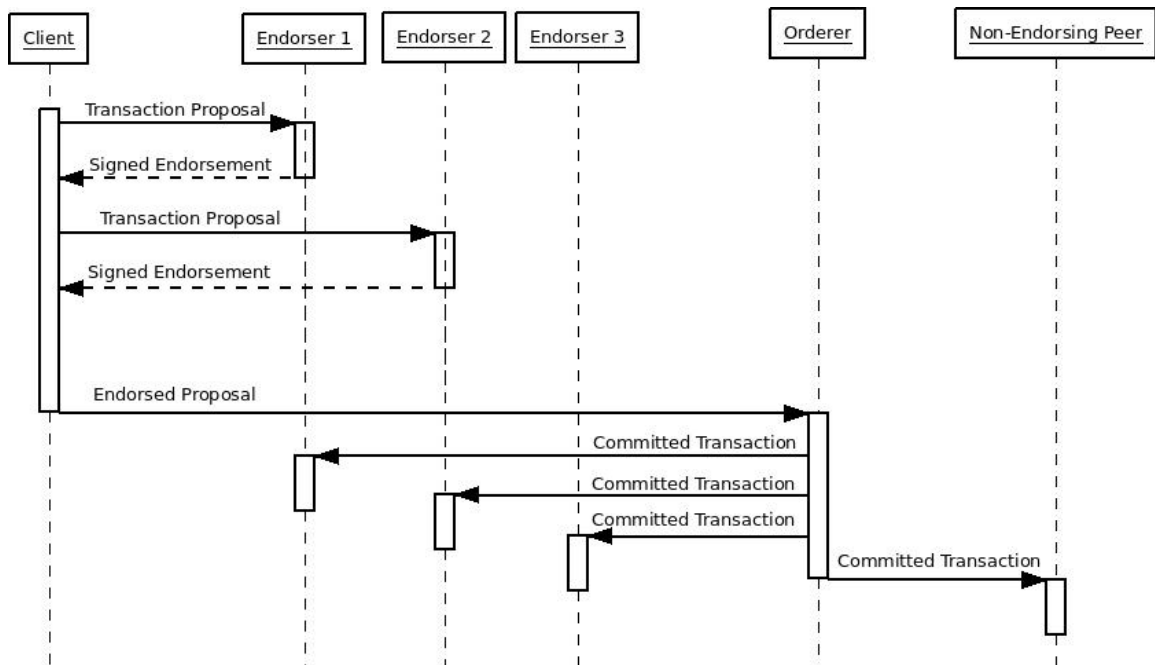 Client
Endorser 1
Endorser 2
Endorser 3
Orderer
Non-Endorsing Peer
Transaction Proposal
Signed Endorsement
Transaction Proposal
Signed Endorsement
Endorsed Proposal
Committed Transaction
Committed Transaction
Committed Transaction
Committed Transaction